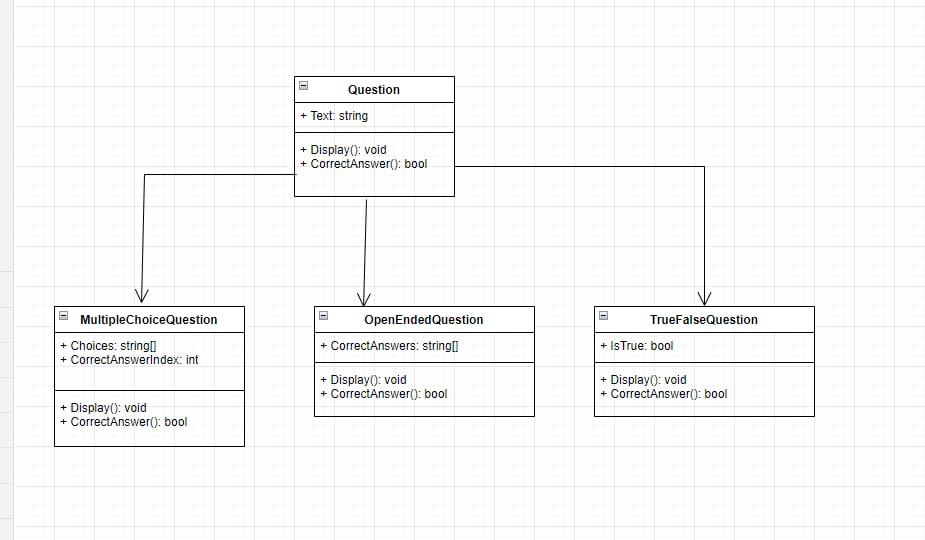 Question
+ Text: string
+ Display(): void
+ CorrectAnswer(): bool
MultipleChoiceQuestion
+ Choices: string[]
+ CorrectAnswerIndex: int
+ Display(): void
+ CorrectAnswer(): bool
OpenEndedQuestion
+ CorrectAnswers: string[]
+ Display(): void
+ CorrectAnswer(): bool
TrueFalseQuestion
+ IsTrue: bool
+ Display(): void
+ CorrectAnswer(): bool